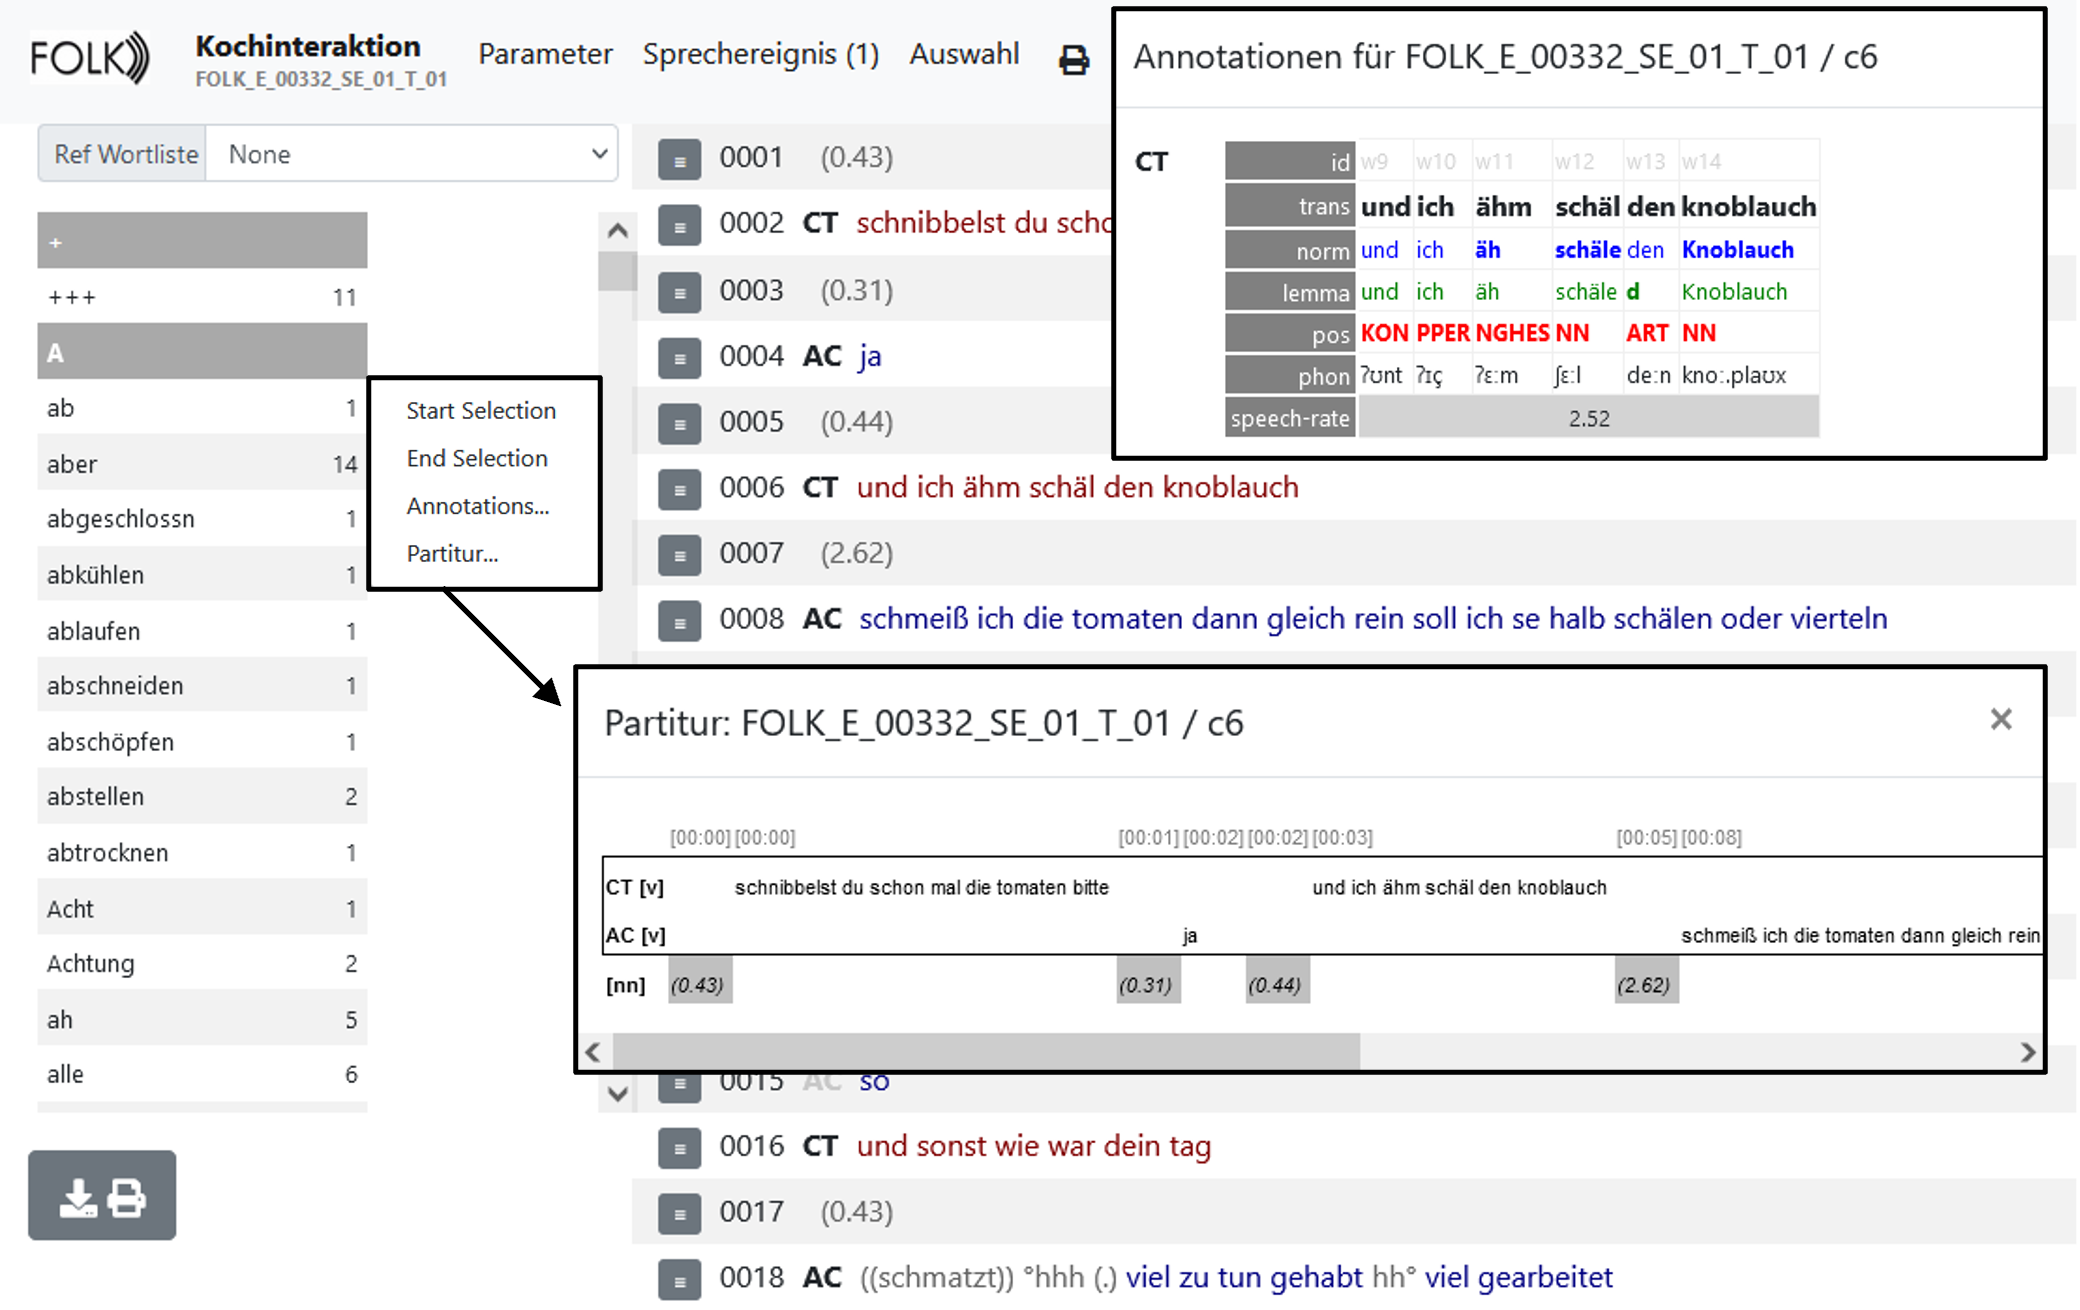 FOLK
Kochinteraktion
FOLK_E_00332_SE_01_T_01
Parameter
Sprechereignis (1)
Auswahl
Ref Wortliste
None
+
+++ 11
A
ab 1
aber 14
abgeschlossn 1
abkühlen 1
ablaufen 1
abschneiden 1
abschöpfen 1
abstellen 2
abtrocknen 1
Acht 1
Achtung 2
ah 5
alle 6
Start Selection
End Selection
Annotations...
Partitur...
0001 (0.43)
0002 CT schnibbelst du scho
0003 (0.31)
0004 AC ja
0005 (0.44)
0006 CT und ich ähm schäl den knoblauch
0007 (2.62)
0008 AC schmeiß ich die tomaten dann gleich rein soll ich se halb schälen oder vierteln
Annotationen für FOLK_E_00332_SE_01_T_01 / c6
CT
id w9 w10 w11 w12 w13 w14
trans und ich ähm schäl den knoblauch
norm und ich äh schäle den Knoblauch
lemma und ich äh schäle d Knoblauch
pos KON PPER NGHES NN ART NN
phon ʔʊnt ʔɪç ʔɛːm ʃɛːl deːn knoː.plaʊx
speech-rate 2.52
Partitur: FOLK_E_00332_SE_01_T_01 / c6
×
[00:00] [00:00] [00:01] [00:02] [00:02] [00:03] [00:05] [00:08]
CT [v] schnibbelst du schon mal die tomaten bitte und ich ähm schäl den knoblauch
AC [v] ja schmeiß ich die tomaten dann gleich rein
[nn] (0.43) (0.31) (0.44) (2.62)
0015 AC so
0016 CT und sonst wie war dein tag
0017 (0.43)
0018 AC ((schmatzt)) °hhh (.) viel zu tun gehabt hh° viel gearbeitet